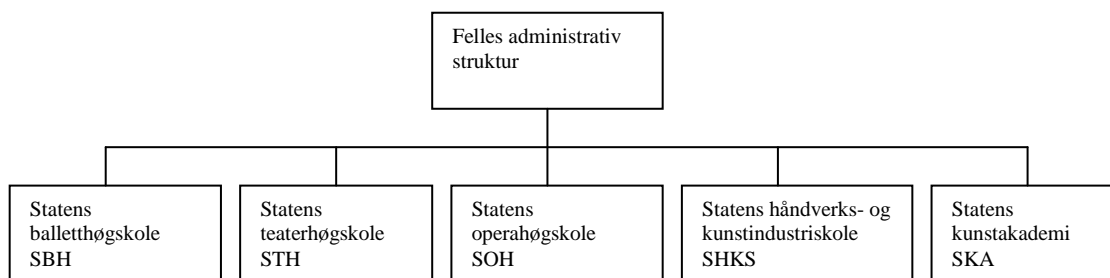 Felles administrativ
struktur
Statens
balletthøgskole
SBH
Statens
teaterhøgskole
STH
Statens
operahøgskole
SOH
Statens håndverks- og
kunstindustriskole
SHKS
Statens
kunstakademi
SKA